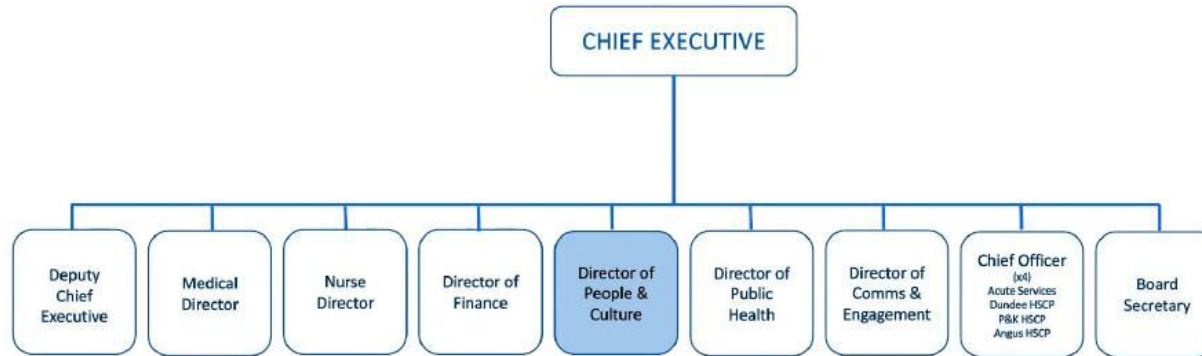 CHIEF EXECUTIVE
Deputy
Chief
Executive
Medical
Director
Nurse
Director
Director of
Finance
Director of
People &
Culture
Director of
Public
Health
Director of
Comms &
Engagement
Chief Officer
(x4)
Acute Services
Dundee HSCP
P&K HSCP
Angus HSCP
Board
Secretary